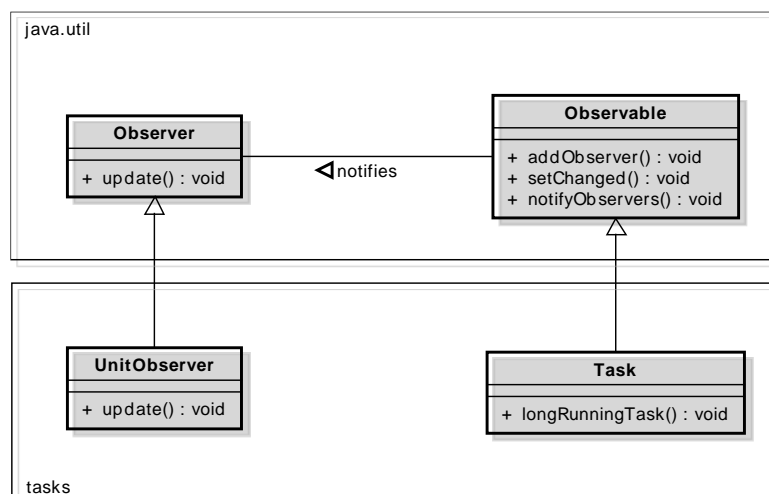 java.util
Observer
+ update() : void
notifies
Observable
+ addObserver() : void
+ setChanged() : void
+ notifyObservers() : void
UnitObserver
+ update() : void
Task
+ longRunningTask() : void
tasks